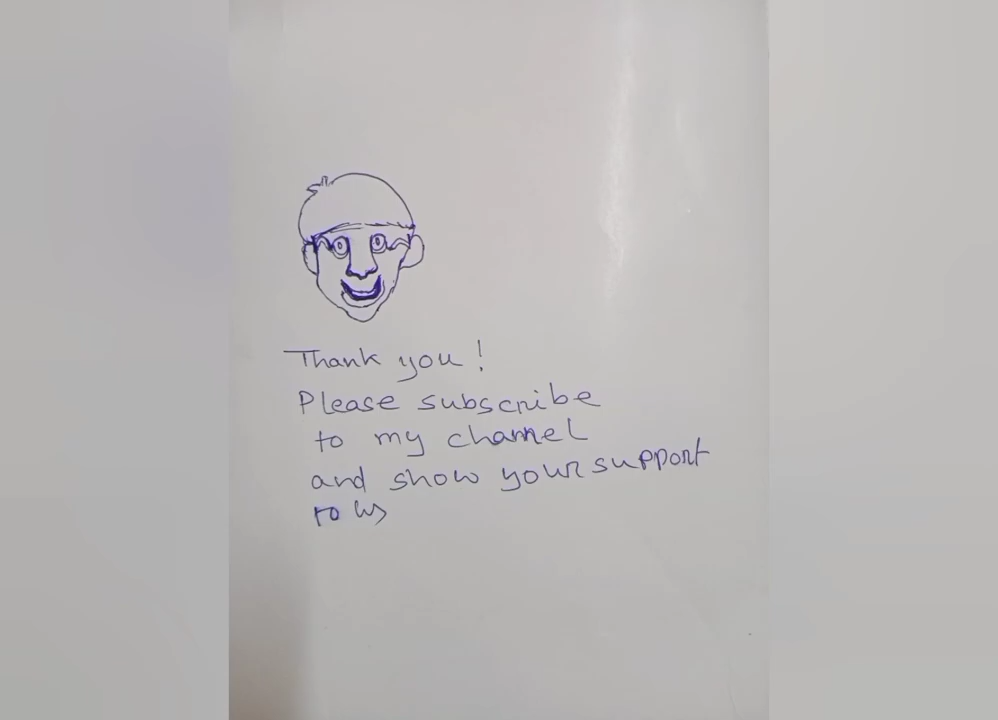 Thank you!
Please subscribe
to my channel
and show your support
to us